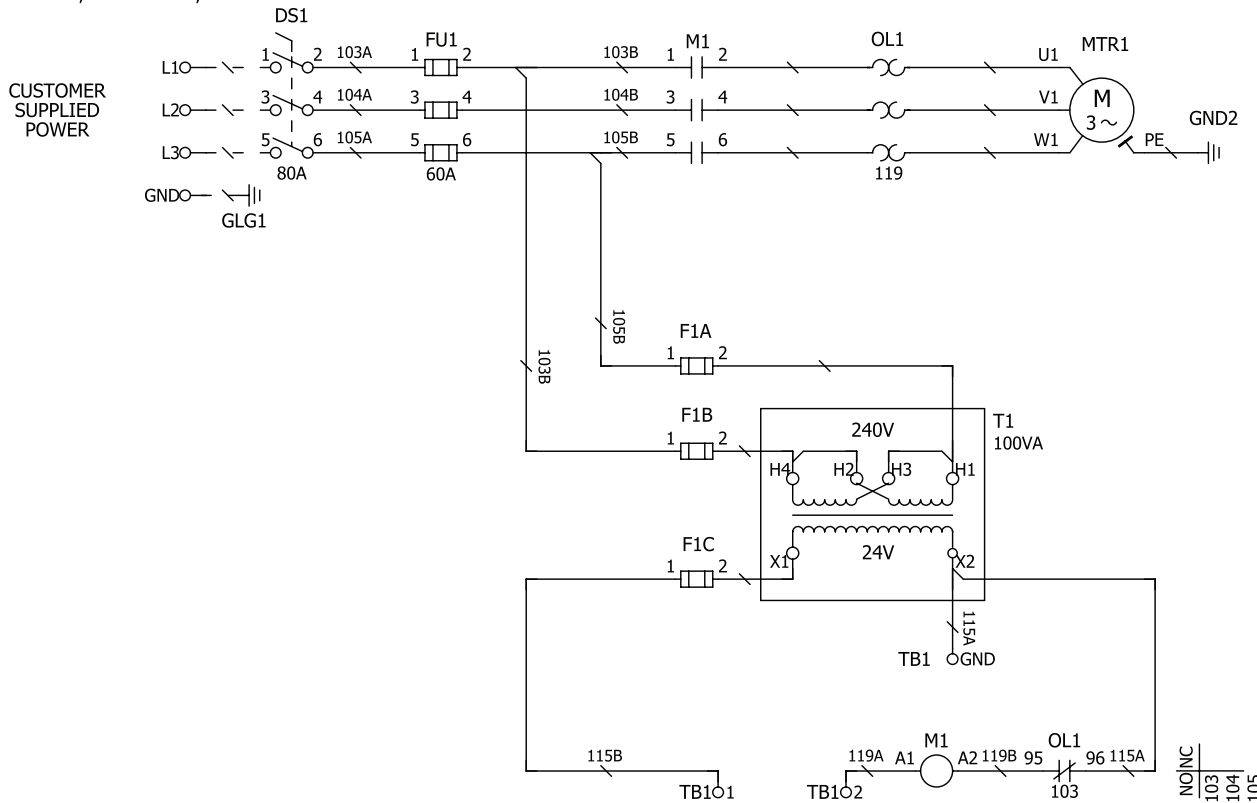 DS1
1 2 103A
FU1
1 2
103B
M1
1 2
OL1
U1
MTR1
L1
CUSTOMER
SUPPLIED
POWER
L2
3 4 104A
3 4
104B
3 4
V1
M
3~
GND2
L3
5 6 105A
5 6
105B
5 6
W1
PE
80A
60A
119
GND
GLG1
105B
103B
F1A
1 2
F1B
1 2
T1
100VA
240V
H4 H2 H3 H1
24V
X1 X2
F1C
1 2
115A
TB1 GND
115B
TB1 1
M1
119A A1 A2 119B
TB1 2
OL1
95 96 115A
103
NO NC
103
104
105